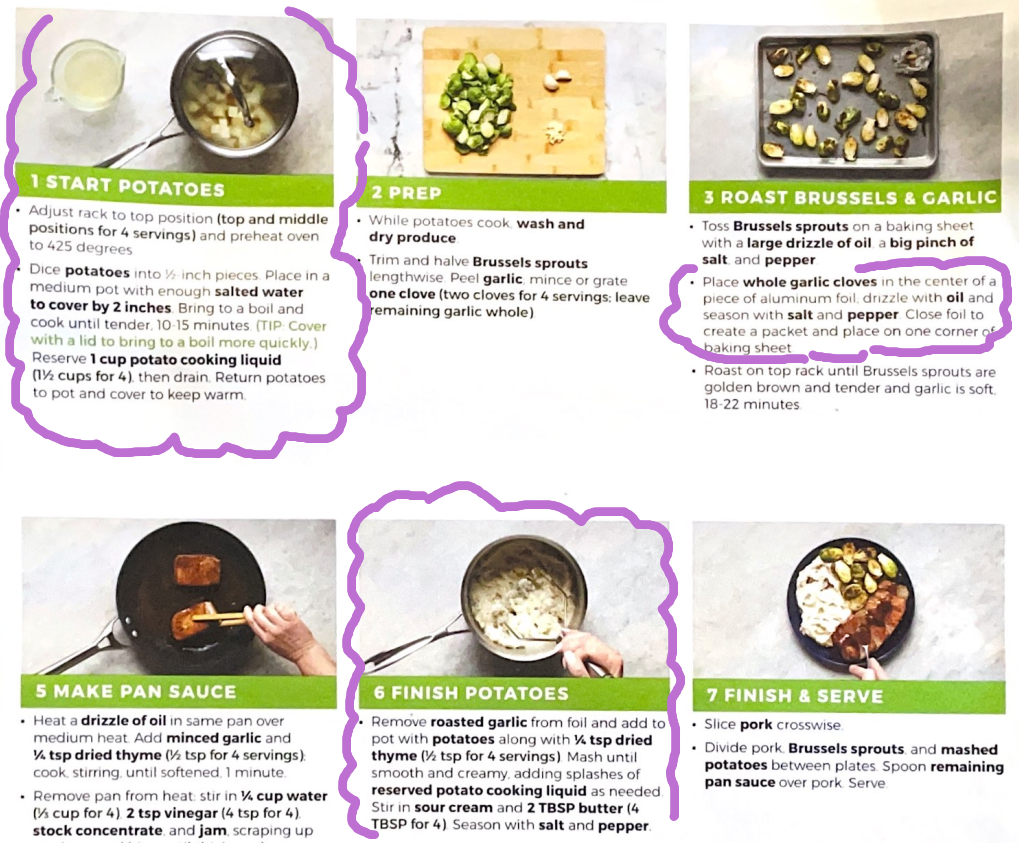 1 START POTATOES
• Adjust rack to top position (top and middle
positions for 4 servings) and preheat oven
to 425 degrees.
• Dice potatoes into ½-inch pieces. Place in a
medium pot with enough salted water
to cover by 2 inches. Bring to a boil and
cook until tender, 10-15 minutes. (TIP: Cover
with a lid to bring to a boil more quickly.)
Reserve 1 cup potato cooking liquid
(1½ cups for 4), then drain. Return potatoes
to pot and cover to keep warm.
2 PREP
• While potatoes cook, wash and
dry produce.
• Trim and halve Brussels sprouts
lengthwise. Peel garlic; mince or grate
one clove (two cloves for 4 servings; leave
remaining garlic whole).
3 ROAST BRUSSELS & GARLIC
• Toss Brussels sprouts on a baking sheet
with a large drizzle of oil, a big pinch of
salt, and pepper.
• Place whole garlic cloves in the center of a
piece of aluminum foil; drizzle with oil and
season with salt and pepper. Close foil to
create a packet and place on one corner of
baking sheet.
• Roast on top rack until Brussels sprouts are
golden brown and tender and garlic is soft,
18-22 minutes.
5 MAKE PAN SAUCE
• Heat a drizzle of oil in same pan over
medium heat. Add minced garlic and
¼ tsp dried thyme (½ tsp for 4 servings);
cook, stirring, until softened, 1 minute.
• Remove pan from heat; stir in ¼ cup water
(⅓ cup for 4), 2 tsp vinegar (4 tsp for 4),
stock concentrate, and jam, scraping up
6 FINISH POTATOES
• Remove roasted garlic from foil and add to
pot with potatoes along with ¼ tsp dried
thyme (½ tsp for 4 servings). Mash until
smooth and creamy, adding splashes of
reserved potato cooking liquid as needed.
Stir in sour cream and 2 TBSP butter (4
TBSP for 4). Season with salt and pepper.
7 FINISH & SERVE
• Slice pork crosswise.
• Divide pork, Brussels sprouts, and mashed
potatoes between plates. Spoon remaining
pan sauce over pork. Serve.